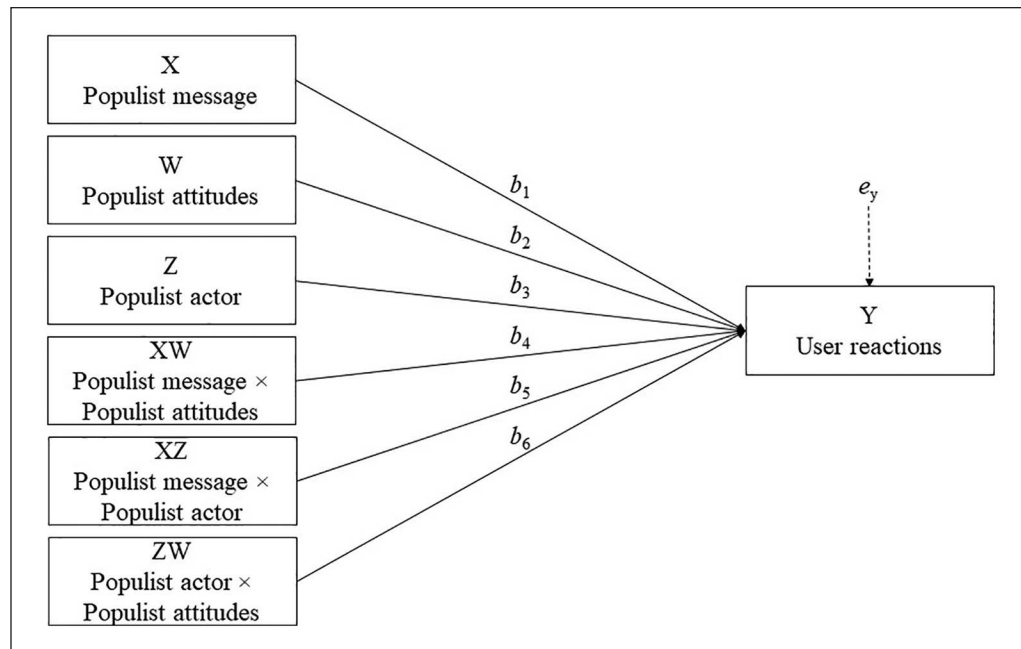 X
Populist message
W
Populist attitudes
Z
Populist actor
XW
Populist message ×
Populist attitudes
XZ
Populist message ×
Populist actor
ZW
Populist actor ×
Populist attitudes
b1
b2
b3
b4
b5
b6
ey
Y
User reactions